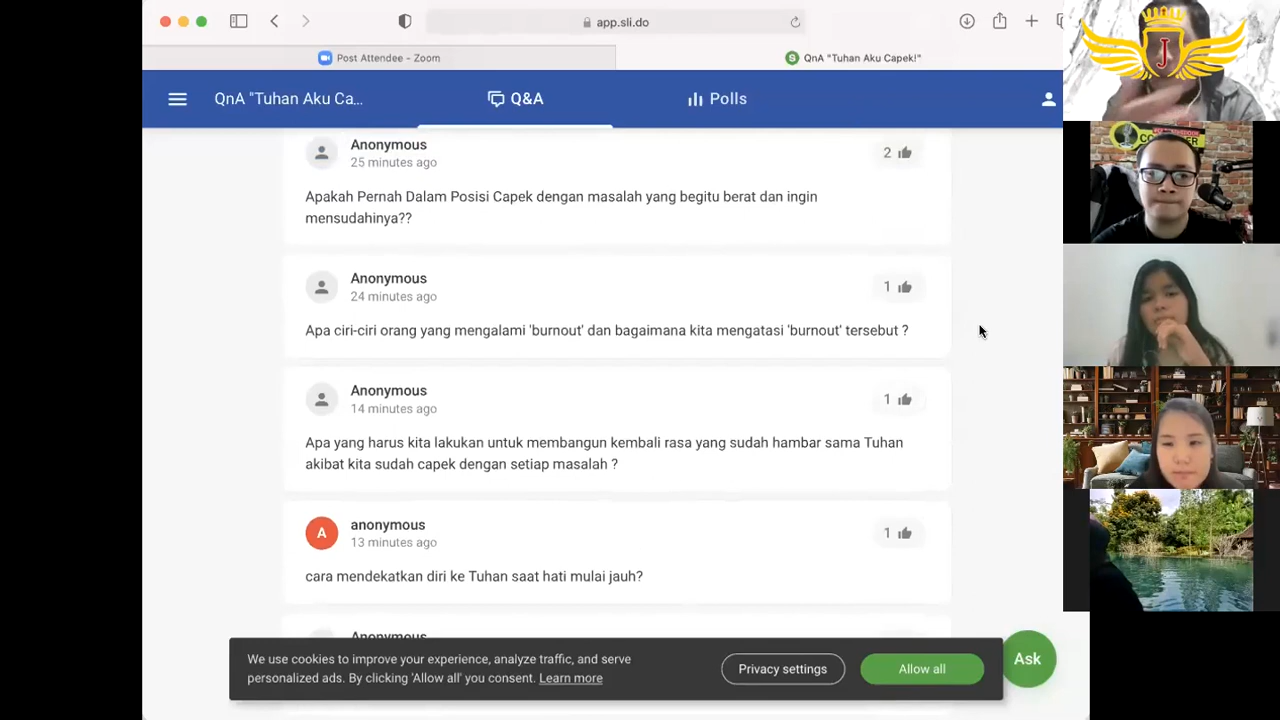 app.sli.do
Post Attendee - Zoom
S
QnA "Tuhan Aku Capek!"
QnA "Tuhan Aku Ca...
Q&A
Polls
Anonymous
25 minutes ago
2
Apakah Pernah Dalam Posisi Capek dengan masalah yang begitu berat dan ingin
mensudahinya??
Anonymous
24 minutes ago
1
Apa ciri-ciri orang yang mengalami 'burnout' dan bagaimana kita mengatasi 'burnout' tersebut ?
Anonymous
14 minutes ago
1
Apa yang harus kita lakukan untuk membangun kembali rasa yang sudah hambar sama Tuhan
akibat kita sudah capek dengan setiap masalah ?
A
anonymous
13 minutes ago
1
cara mendekatkan diri ke Tuhan saat hati mulai jauh?
Anonymous
We use cookies to improve your experience, analyze traffic, and serve
personalized ads. By clicking 'Allow all' you consent. Learn more
Privacy settings
Allow all
Ask
J